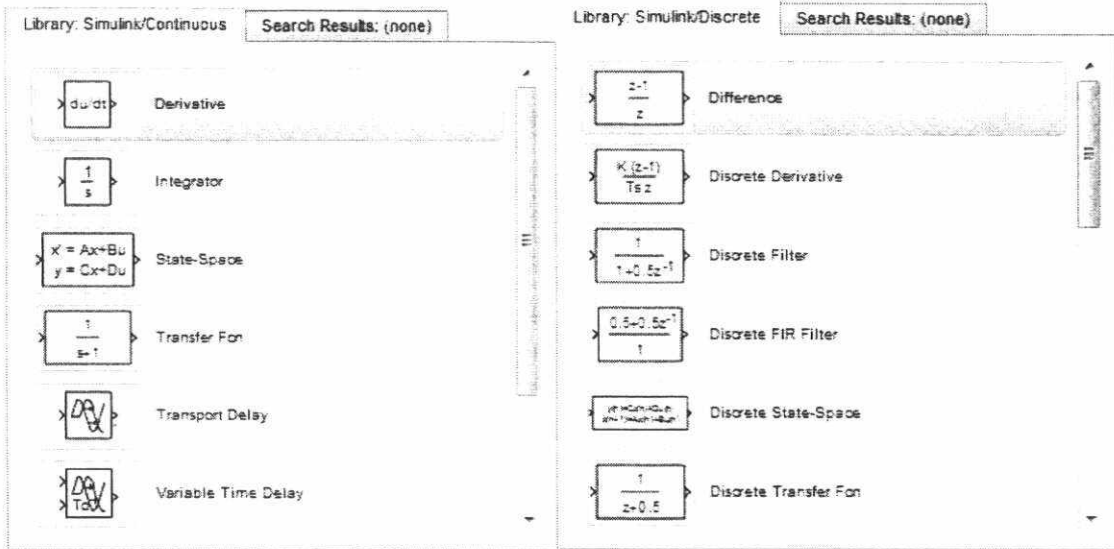 Library: Simulink/Continuous
Search Results: (none)
du/dt
Derivative
1
s
Integrator
x' = Ax+Bu
y = Cx+Du
State-Space
1
s+1
Transfer Fcn
Transport Delay
Variable Time Delay
Library: Simulink/Discrete
Search Results: (none)
z-1
z
Difference
K (z-1)
Ts z
Discrete Derivative
1
1+0.5z⁻¹
Discrete Filter
0.5+0.5z⁻¹
1
Discrete FIR Filter
Discrete State-Space
1
z+0.5
Discrete Transfer Fcn